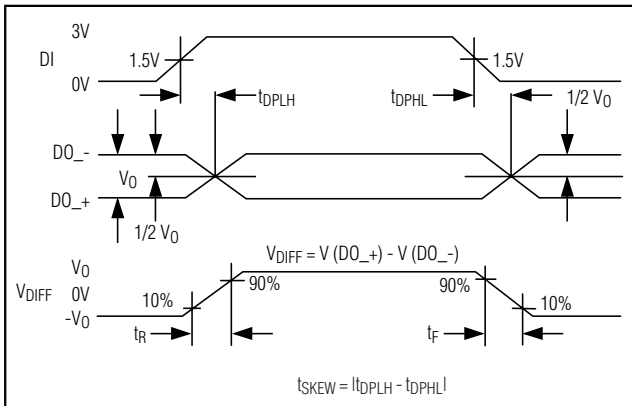 3V
DI
1.5V
1.5V
0V
tDPLH
tDPHL
1/2 VO
DO_-
VO
DO_+
1/2 VO
VDIFF = V (DO_+) - V (DO_-)
VO
VDIFF
0V
-VO
10%
90%
90%
10%
tR
tF
tSKEW = |tDPLH - tDPHL|